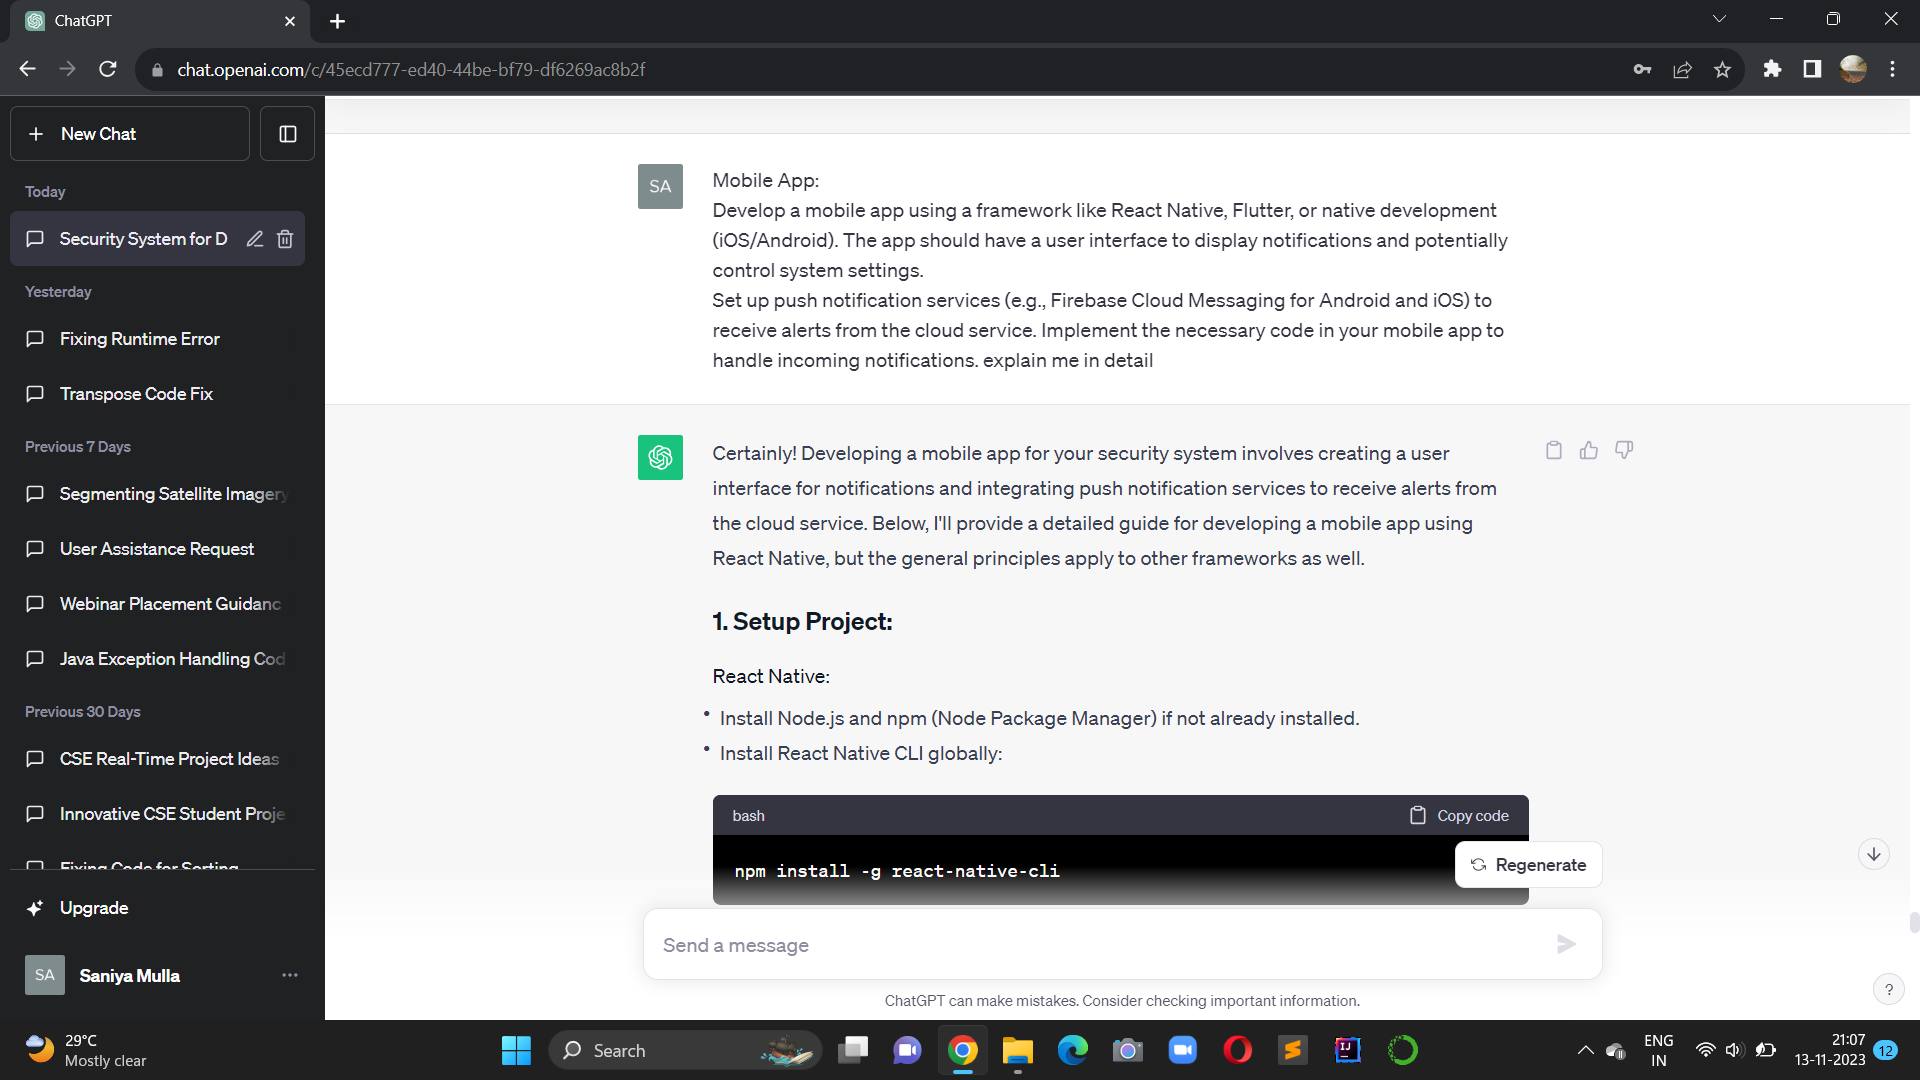 ChatGPT
chat.openai.com/c/45ecd777-ed40-44be-bf79-df6269ac8b2f
New Chat
Today
Security System for D
Yesterday
Fixing Runtime Error
Transpose Code Fix
Previous 7 Days
Segmenting Satellite Imagery
User Assistance Request
Webinar Placement Guidanc
Java Exception Handling Cod
Previous 30 Days
CSE Real-Time Project Ideas
Innovative CSE Student Proje
Fixing Code for Sorting
Upgrade
SA
Saniya Mulla
SA
Mobile App:
Develop a mobile app using a framework like React Native, Flutter, or native development
(iOS/Android). The app should have a user interface to display notifications and potentially
control system settings.
Set up push notification services (e.g., Firebase Cloud Messaging for Android and iOS) to
receive alerts from the cloud service. Implement the necessary code in your mobile app to
handle incoming notifications. explain me in detail
Certainly! Developing a mobile app for your security system involves creating a user
interface for notifications and integrating push notification services to receive alerts from
the cloud service. Below, I'll provide a detailed guide for developing a mobile app using
React Native, but the general principles apply to other frameworks as well.
1. Setup Project:
React Native:
• Install Node.js and npm (Node Package Manager) if not already installed.
• Install React Native CLI globally:
bash
Copy code
npm install -g react-native-cli
Regenerate
Send a message
ChatGPT can make mistakes. Consider checking important information.
?
29°C
Mostly clear
Search
IJ
ENG
IN
21:07
13-11-2023
12